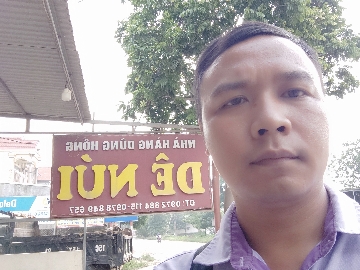 NHÀ HÀNG DŨNG HỒNG
DÊ NÚI
ĐT: 0972 884 115-0978 849 657